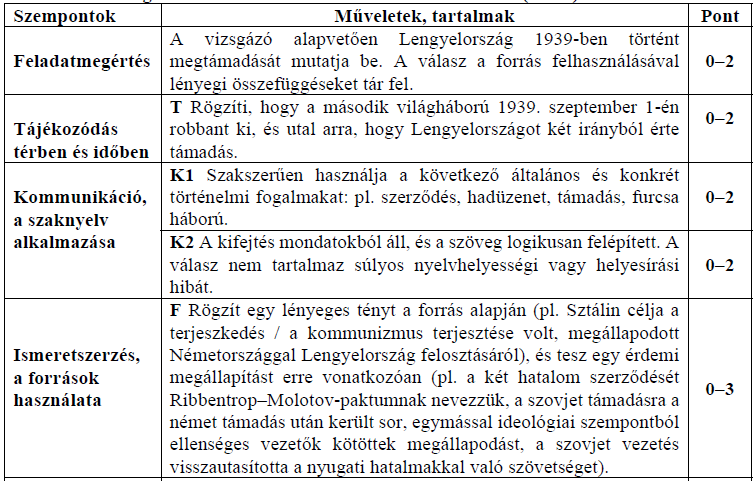 Szempontok Műveletek, tartalmak Pont
Feladatmegértés
A vizsgázó alapvetően Lengyelország 1939-ben történt
megtámadását mutatja be. A válasz a forrás felhasználásával
lényegi összefüggéseket tár fel.
0–2
Tájékozódás
térben és időben
T Rögzíti, hogy a második világháború 1939. szeptember 1-én
robbant ki, és utal arra, hogy Lengyelországot két irányból érte
támadás.
0–2
Kommunikáció,
a szaknyelv
alkalmazása
K1 Szakszerűen használja a következő általános és konkrét
történelmi fogalmakat: pl. szerződés, hadüzenet, támadás, furcsa
háború.
0–2
K2 A kifejtés mondatokból áll, és a szöveg logikusan felépített. A
válasz nem tartalmaz súlyos nyelvhelyességi vagy helyesírási
hibát.
0–2
Ismeretszerzés,
a források
használata
F Rögzít egy lényeges tényt a forrás alapján (pl. Sztálin célja a
terjeszkedés / a kommunizmus terjesztése volt, megállapodott
Németországgal Lengyelország felosztásáról), és tesz egy érdemi
megállapítást erre vonatkozóan (pl. a két hatalom szerződését
Ribbentrop–Molotov-paktumnak nevezzük, a szovjet támadásra a
német támadás után került sor, egymással ideológiai szempontból
ellenséges vezetők kötöttek megállapodást, a szovjet vezetés
visszautasította a nyugati hatalmakkal való szövetséget).
0–3